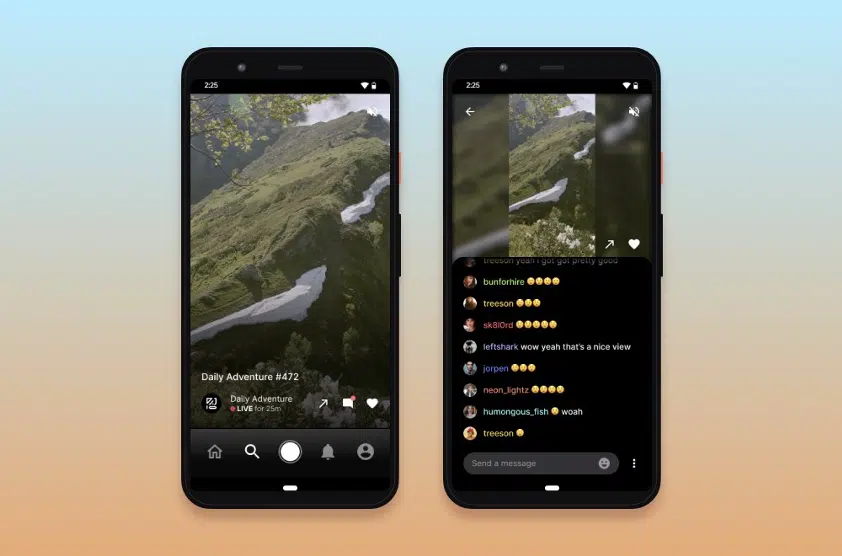 2:25
Daily Adventure #472
Daily Adventure
LIVE for 25m
2:25
treeson yeah i got got pretty good
bunforhire 😲😲😲😲
treeson 😲😲😲
sk8l0rd 😲😲😲😲😲
leftshark wow yeah that's a nice view
jorpen 😲😲😲
neon_lightz 😲😲😲😲
humongous_fish 😲 woah
treeson 😲
Send a message